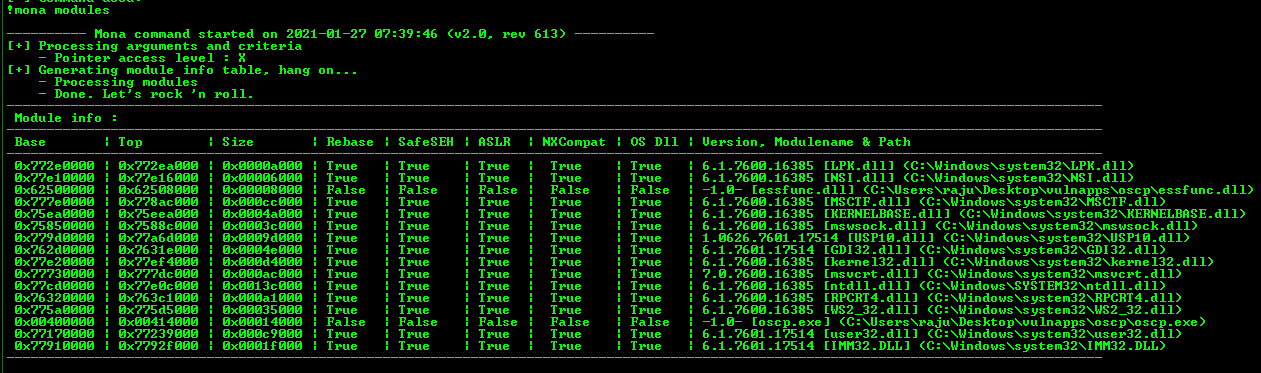 !mona modules
---------- Mona command started on 2021-01-27 07:39:46 (v2.0, rev 613) ----------
[+] Processing arguments and criteria
- Pointer access level : X
[+] Generating module info table, hang on...
- Processing modules
- Done. Let's rock 'n roll.
Module info :
Base | Top | Size | Rebase | SafeSEH | ASLR | NXCompat | OS Dll | Version, Modulename & Path
0x772e0000 | 0x772ea000 | 0x0000a000 | True | True | True | True | True | 6.1.7600.16385 [LPK.dll] (C:\Windows\system32\LPK.dll)
0x77e10000 | 0x77e16000 | 0x00006000 | True | True | True | True | True | 6.1.7600.16385 [NSI.dll] (C:\Windows\system32\NSI.dll)
0x62500000 | 0x62508000 | 0x00008000 | False | False | False | False | False | -1.0- [essfunc.dll] (C:\Users\raju\Desktop\vulnapps\oscp\essfunc.dll)
0x777e0000 | 0x778ac000 | 0x000cc000 | True | True | True | True | True | 6.1.7600.16385 [MSCTF.dll] (C:\Windows\system32\MSCTF.dll)
0x75ea0000 | 0x75eea000 | 0x0004a000 | True | True | True | True | True | 6.1.7600.16385 [KERNELBASE.dll] (C:\Windows\system32\KERNELBASE.dll)
0x75850000 | 0x7588c000 | 0x0003c000 | True | True | True | True | True | 6.1.7600.16385 [mswsock.dll] (C:\Windows\system32\mswsock.dll)
0x779d0000 | 0x77a6d000 | 0x0009d000 | True | True | True | True | True | 1.0626.7601.17514 [USP10.dll] (C:\Windows\system32\USP10.dll)
0x762d0000 | 0x7631e000 | 0x0004e000 | True | True | True | True | True | 6.1.7601.17514 [GDI32.dll] (C:\Windows\system32\GDI32.dll)
0x77e20000 | 0x77ef4000 | 0x000d4000 | True | True | True | True | True | 6.1.7600.16385 [kernel32.dll] (C:\Windows\system32\kernel32.dll)
0x77730000 | 0x777dc000 | 0x000ac000 | True | True | True | True | True | 7.0.7600.16385 [msvcrt.dll] (C:\Windows\system32\msvcrt.dll)
0x77cd0000 | 0x77e0c000 | 0x0013c000 | True | True | True | True | True | 6.1.7600.16385 [ntdll.dll] (C:\Windows\SYSTEM32\ntdll.dll)
0x76320000 | 0x763c1000 | 0x000a1000 | True | True | True | True | True | 6.1.7600.16385 [RPCRT4.dll] (C:\Windows\system32\RPCRT4.dll)
0x775a0000 | 0x775d5000 | 0x00035000 | True | True | True | True | True | 6.1.7600.16385 [WS2_32.dll] (C:\Windows\system32\WS2_32.dll)
0x00400000 | 0x00414000 | 0x00014000 | False | False | False | False | False | -1.0- [oscp.exe] (C:\Users\raju\Desktop\vulnapps\oscp\oscp.exe)
0x77170000 | 0x77239000 | 0x000c9000 | True | True | True | True | True | 6.1.7601.17514 [user32.dll] (C:\Windows\system32\user32.dll)
0x77910000 | 0x7792f000 | 0x0001f000 | True | True | True | True | True | 6.1.7601.17514 [IMM32.DLL] (C:\Windows\system32\IMM32.DLL)